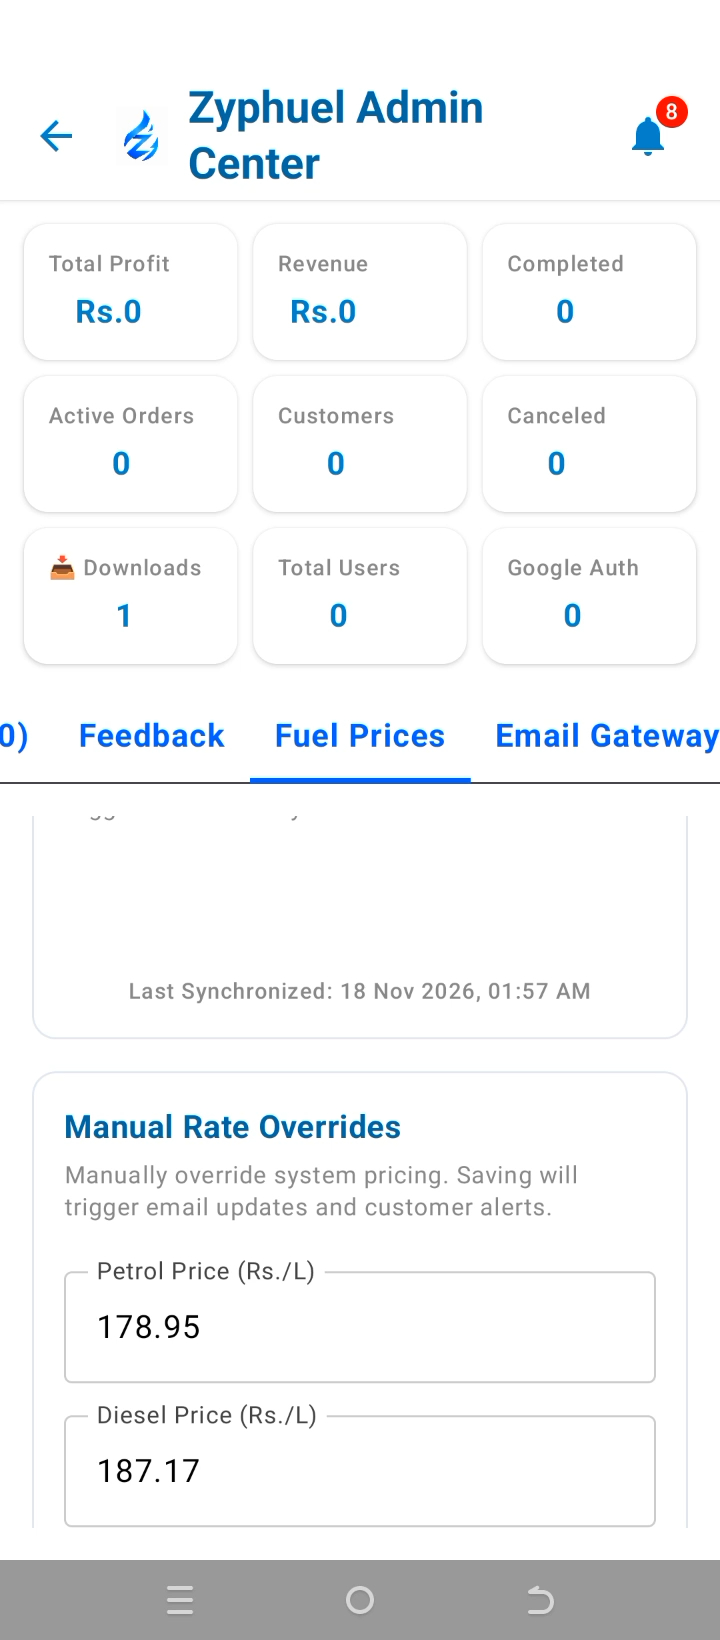 Zyphuel Admin
Center
8
Total Profit
Rs.0
Revenue
Rs.0
Completed
0
Active Orders
0
Customers
0
Canceled
0
📥 Downloads
1
Total Users
0
Google Auth
0
0)
Feedback
Fuel Prices
Email Gateway
Last Synchronized: 18 Nov 2026, 01:57 AM
Manual Rate Overrides
Manually override system pricing. Saving will
trigger email updates and customer alerts.
Petrol Price (Rs./L)
178.95
Diesel Price (Rs./L)
187.17